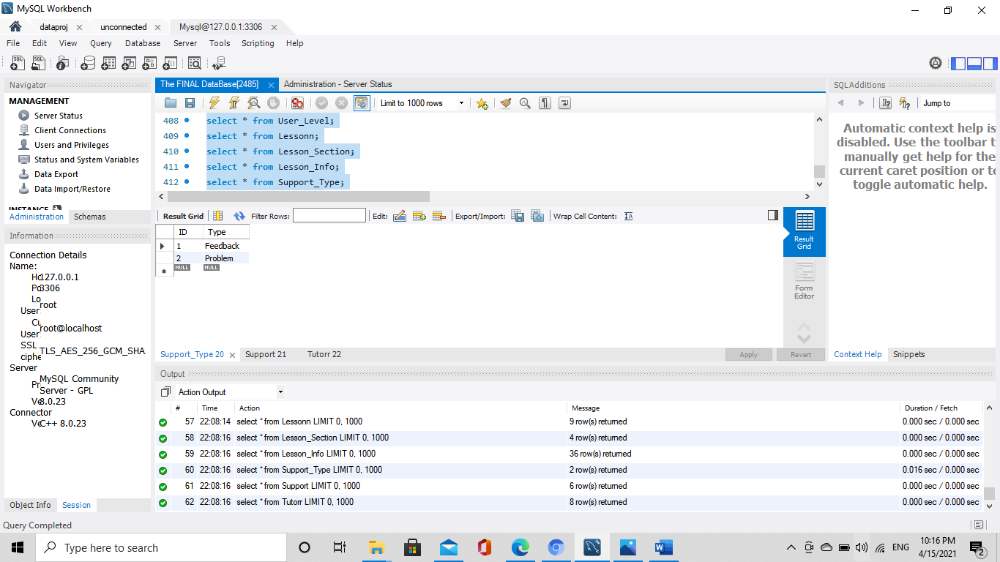 MySQL Workbench
dataproj
unconnected
Mysql@127.0.0.1:3306
File Edit View Query Database Server Tools Scripting Help
Navigator
MANAGEMENT
Server Status
Client Connections
Users and Privileges
Status and System Variables
Data Export
Data Import/Restore
INSTANCE
Administration Schemas
Information
Connection Details
Name:
Ho127.0.0.1
Po3306
Lo
root
User
Cu
root@localhost
User
SSL
TLS_AES_256_GCM_SHA
ciphe
Server
MySQL Community
Pr
Server - GPL
Ve8.0.23
Connector
VeC++ 8.0.23
Object Info Session
Query Completed
The FINAL DataBase[2485]
Administration - Server Status
Limit to 1000 rows
408 select * from User_Level;
409 select * from Lessonn;
410 select * from Lesson_Section;
411 select * from Lesson_Info;
412 select * from Support_Type;
Result Grid Filter Rows: Edit: Export/Import: Wrap Cell Content:
ID Type
1 Feedback
2 Problem
NULL NULL
Result
Grid
Form
Editor
Support_Type 20 Support 21 Tutorr 22
Apply Revert
Output
Action Output
# Time Action Message Duration / Fetch
57 22:08:14 select * from Lessonn LIMIT 0, 1000 9 row(s) returned 0.000 sec / 0.000 sec
58 22:08:16 select * from Lesson_Section LIMIT 0, 1000 4 row(s) returned 0.000 sec / 0.000 sec
59 22:08:16 select * from Lesson_Info LIMIT 0, 1000 36 row(s) returned 0.000 sec / 0.000 sec
60 22:08:16 select * from Support_Type LIMIT 0, 1000 2 row(s) returned 0.016 sec / 0.000 sec
61 22:08:16 select * from Support LIMIT 0, 1000 6 row(s) returned 0.000 sec / 0.000 sec
62 22:08:16 select * from Tutorr LIMIT 0, 1000 8 row(s) returned 0.000 sec / 0.000 sec
SQLAdditions
Jump to
Automatic context help is
disabled. Use the toolbar t
manually get help for the
current caret position or to
toggle automatic help.
Context Help Snippets
Type here to search
ENG
10:16 PM
4/15/2021
2